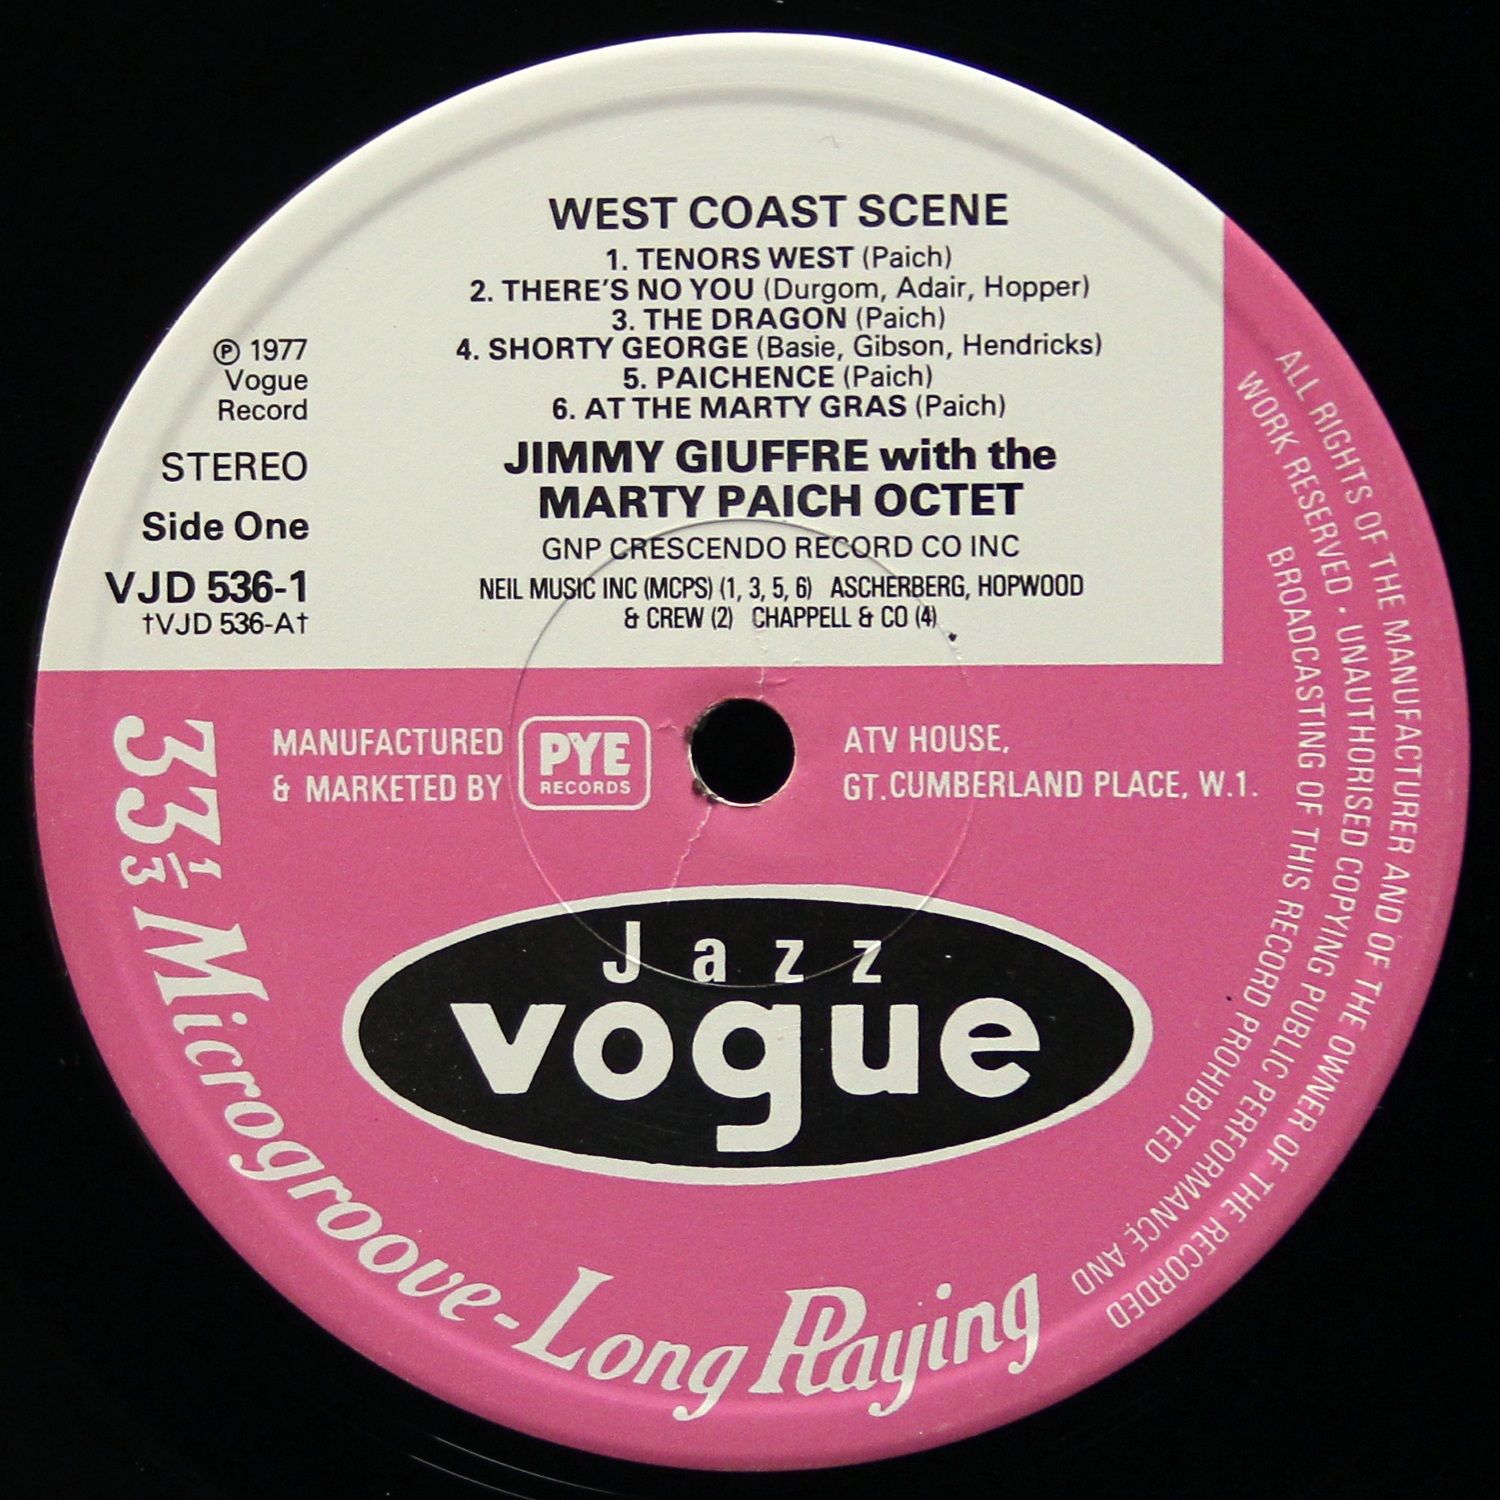 WEST COAST SCENE
1. TENORS WEST (Paich)
2. THERE'S NO YOU (Durgom, Adair, Hopper)
3. THE DRAGON (Paich)
4. SHORTY GEORGE (Basie, Gibson, Hendricks)
5. PAICHENCE (Paich)
6. AT THE MARTY GRAS (Paich)
JIMMY GIUFFRE with the
MARTY PAICH OCTET
GNP CRESCENDO RECORD CO INC
NEIL MUSIC INC (MCPS) (1, 3, 5, 6) ASCHERBERG, HOPWOOD
& CREW (2) CHAPPELL & CO (4)
℗ 1977
Vogue
Record
STEREO
Side One
VJD 536-1
†VJD 536-A†
MANUFACTURED
& MARKETED BY
PYE
RECORDS
ATV HOUSE,
GT. CUMBERLAND PLACE, W.1.
Jazz
vogue
33⅓ Microgroove-Long Playing
ALL RIGHTS OF THE MANUFACTURER AND OF THE OWNER OF THE RECORDED
WORK RESERVED · UNAUTHORISED COPYING PUBLIC PERFORMANCE AND
BROADCASTING OF THIS RECORD PROHIBITED